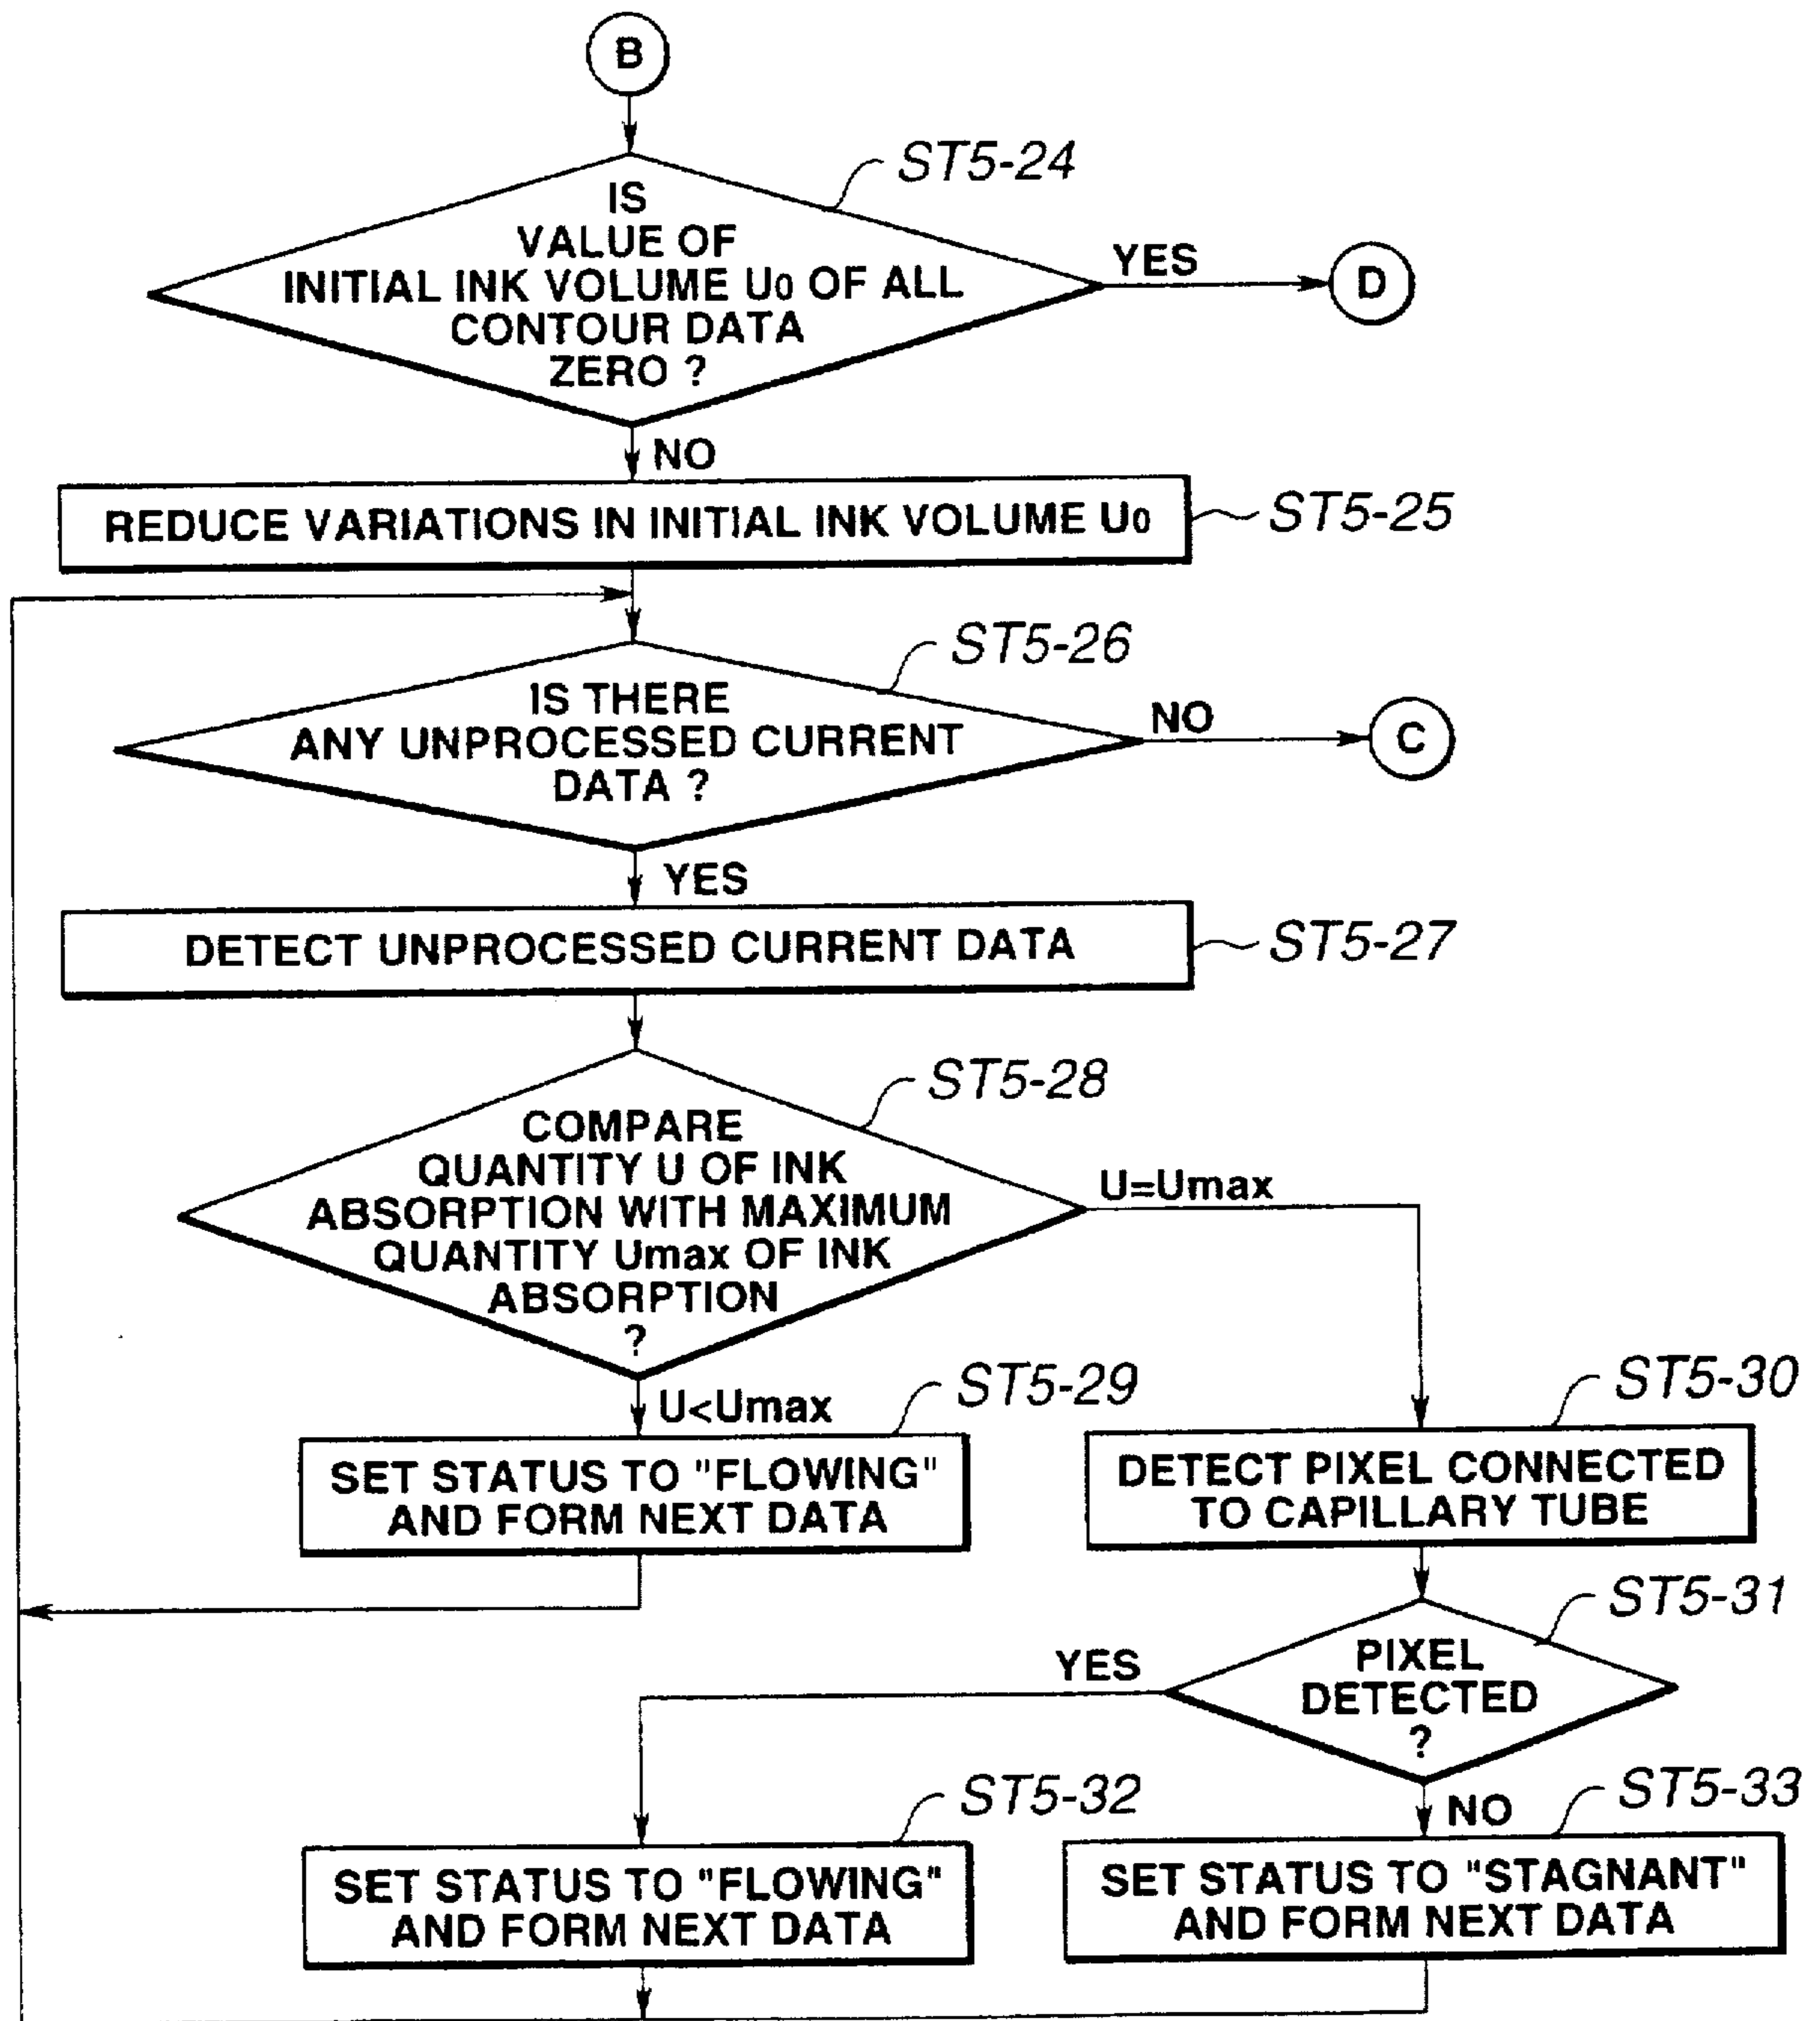 B
ST5-24
IS
VALUE OF
INITIAL INK VOLUME U0 OF ALL
CONTOUR DATA
ZERO ?
YES
D
NO
REDUCE VARIATIONS IN INITIAL INK VOLUME U0
ST5-25
ST5-26
IS THERE
ANY UNPROCESSED CURRENT
DATA ?
NO
C
YES
DETECT UNPROCESSED CURRENT DATA
ST5-27
ST5-28
COMPARE
QUANTITY U OF INK
ABSORPTION WITH MAXIMUM
QUANTITY Umax OF INK
ABSORPTION
?
U=Umax
U<Umax
ST5-29
SET STATUS TO "FLOWING"
AND FORM NEXT DATA
ST5-30
DETECT PIXEL CONNECTED
TO CAPILLARY TUBE
ST5-31
PIXEL
DETECTED
?
YES
NO
ST5-32
SET STATUS TO "FLOWING"
AND FORM NEXT DATA
ST5-33
SET STATUS TO "STAGNANT"
AND FORM NEXT DATA